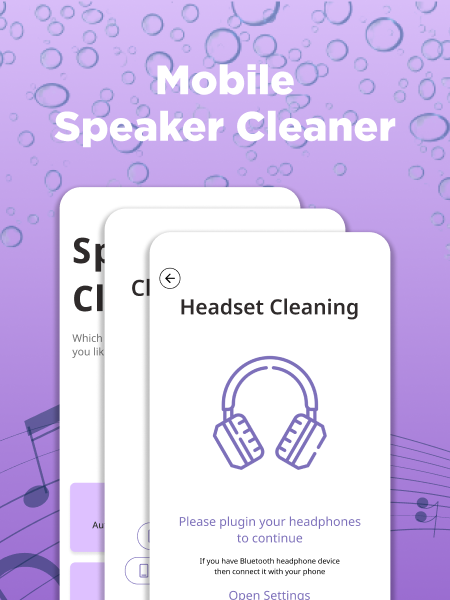 Mobile
Speaker Cleaner
Headset Cleaning
Which
Please plugin your headphones
to continue
If you have Bluetooth headphone device
then connect it with your phone
Open Settings